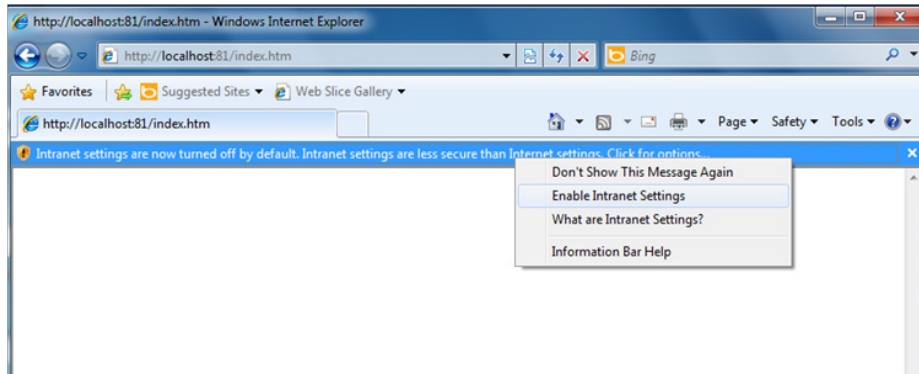 http://localhost:81/index.htm - Windows Internet Explorer
http://localhost:81/index.htm
Bing
Favorites Suggested Sites Web Slice Gallery
http://localhost:81/index.htm
Page Safety Tools
Intranet settings are now turned off by default. Intranet settings are less secure than Internet settings. Click for options...
Don't Show This Message Again
Enable Intranet Settings
What are Intranet Settings?
Information Bar Help